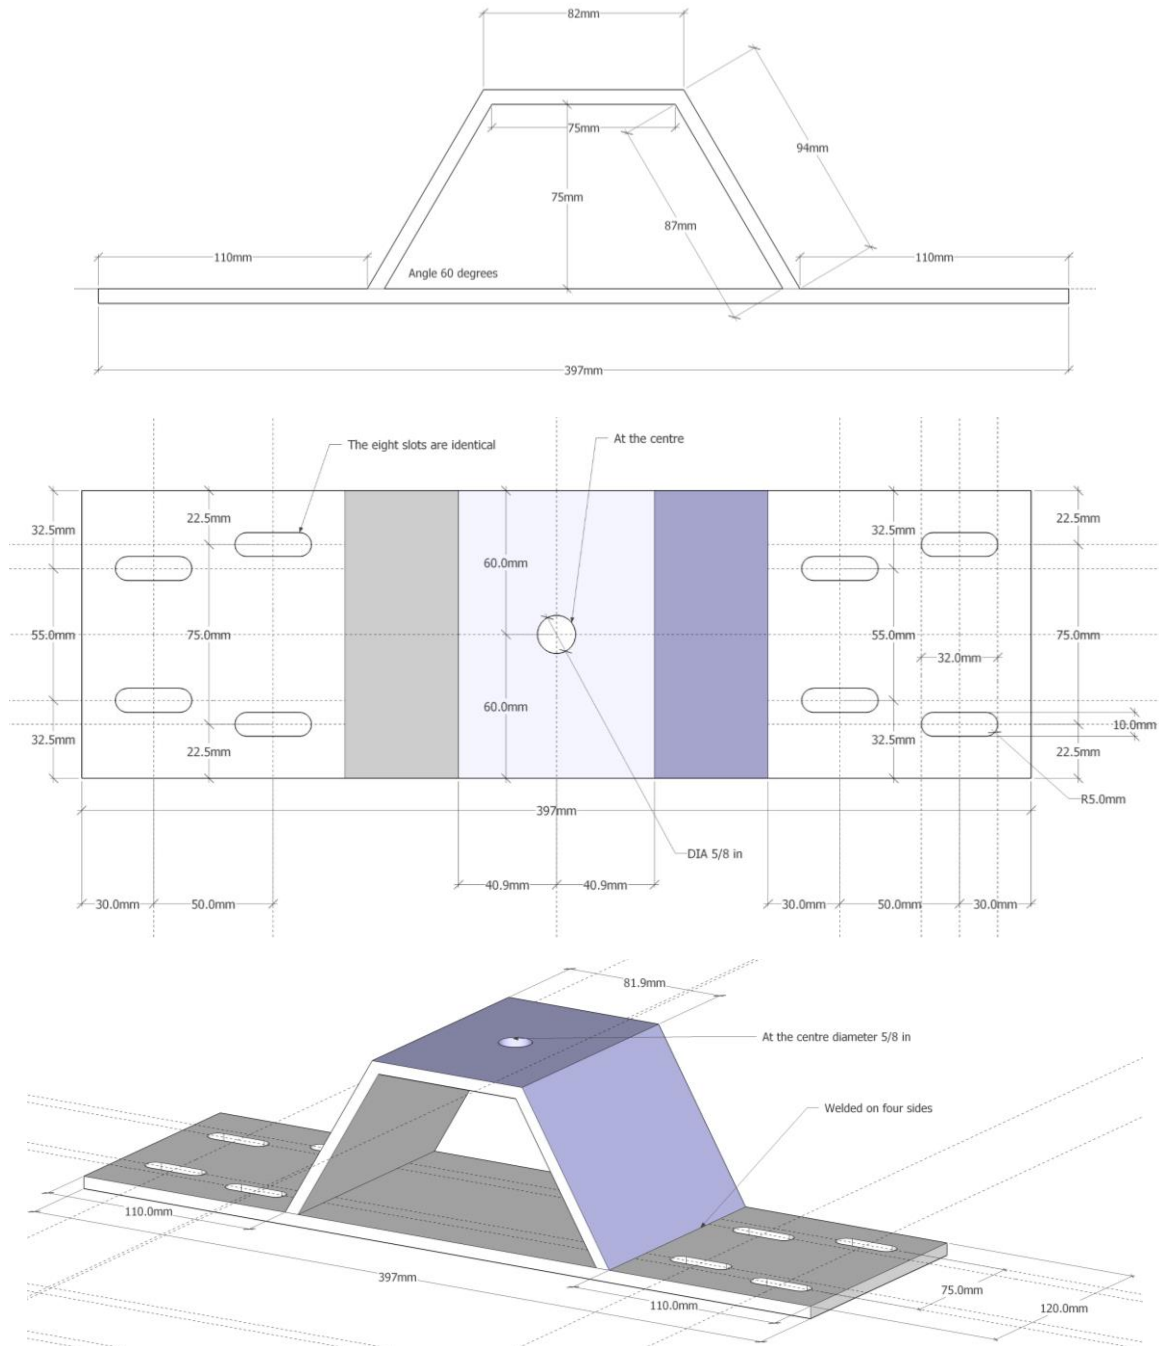 82mm
75mm
94mm
75mm
87mm
110mm
110mm
Angle 60 degrees
397mm
At the centre
The eight slots are identical
32.5mm
22.5mm
32.5mm
22.5mm
60.0mm
55.0mm
75.0mm
55.0mm
75.0mm
32.0mm
60.0mm
10.0mm
32.5mm
22.5mm
32.5mm
22.5mm
R5.0mm
397mm
DIA 5/8 in
40.9mm
40.9mm
30.0mm
50.0mm
30.0mm
50.0mm
30.0mm
81.9mm
At the centre diameter 5/8 in
Welded on four sides
110.0mm
397mm
75.0mm
110.0mm
120.0mm